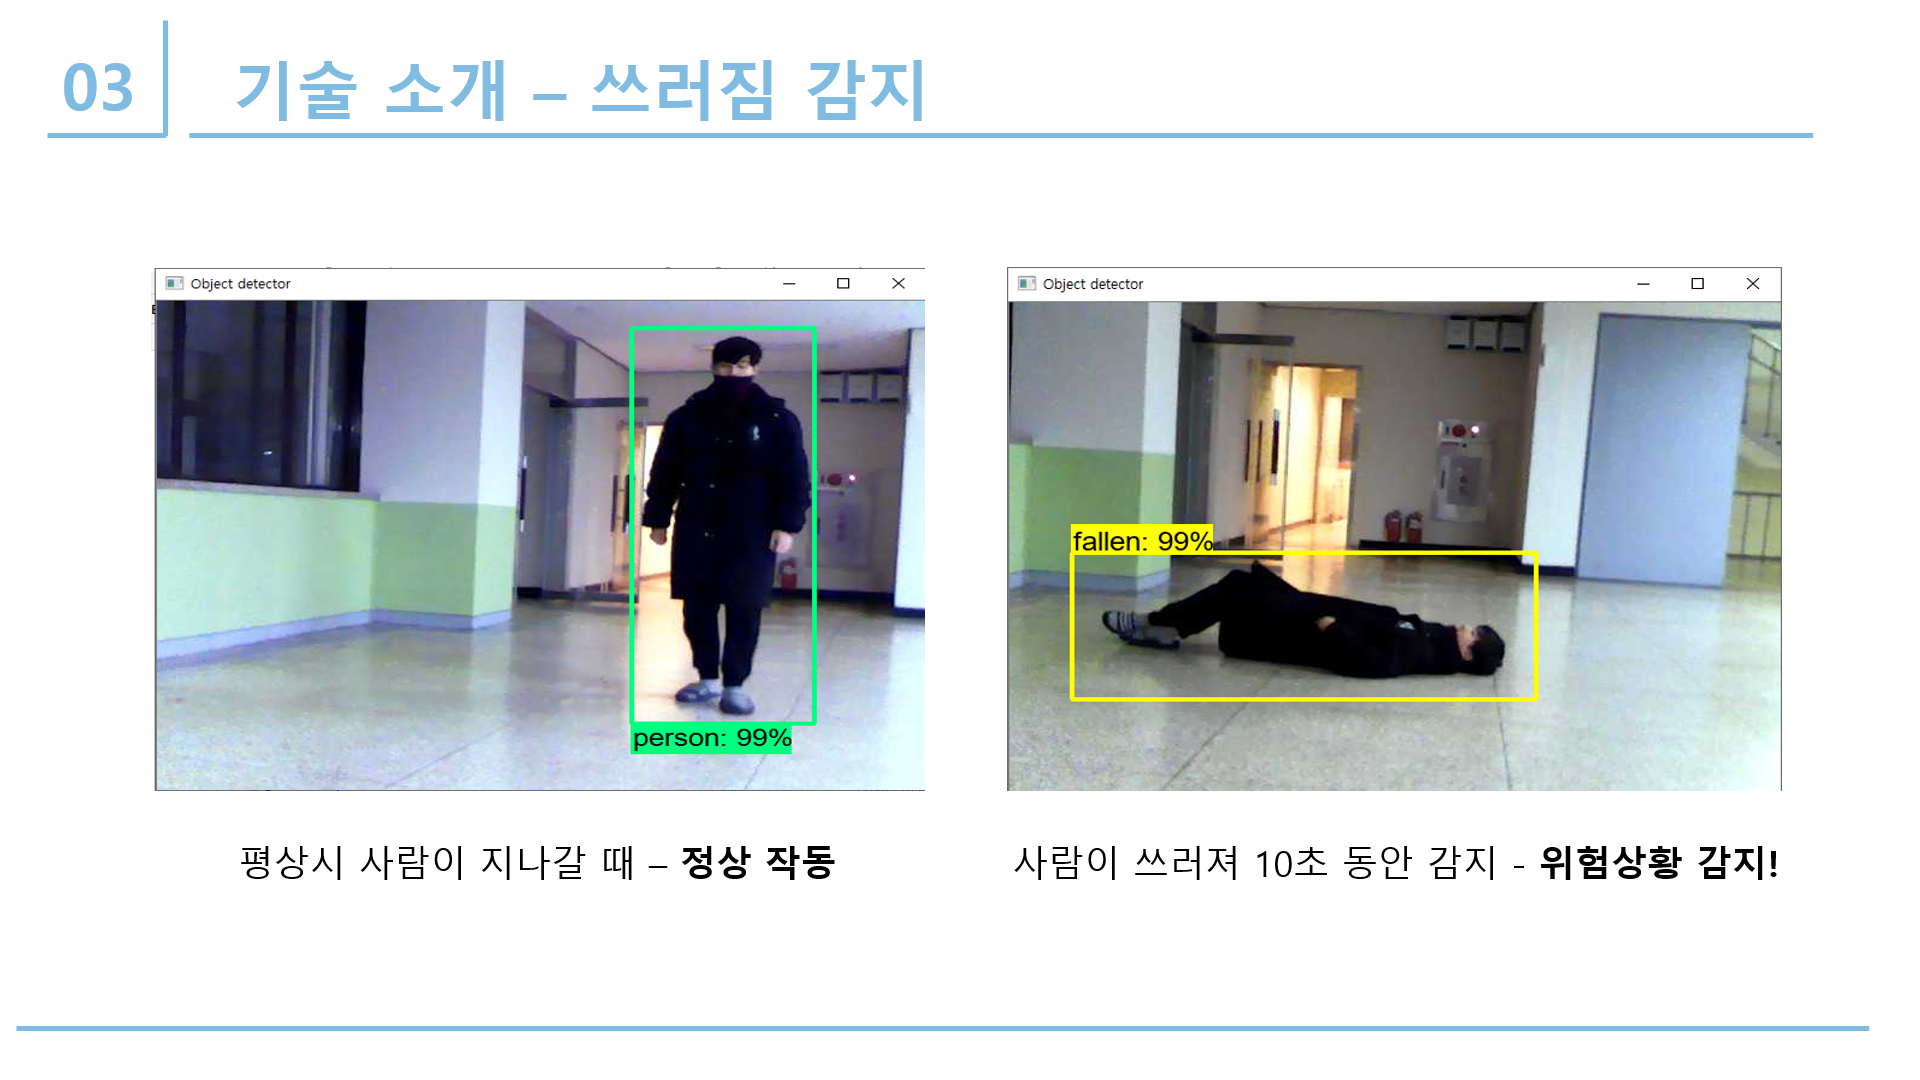 03
기술 소개 – 쓰러짐 감지
Object detector
person: 99%
Object detector
fallen: 99%
평상시 사람이 지나갈 때 – 정상 작동
사람이 쓰러져 10초 동안 감지 - 위험상황 감지!